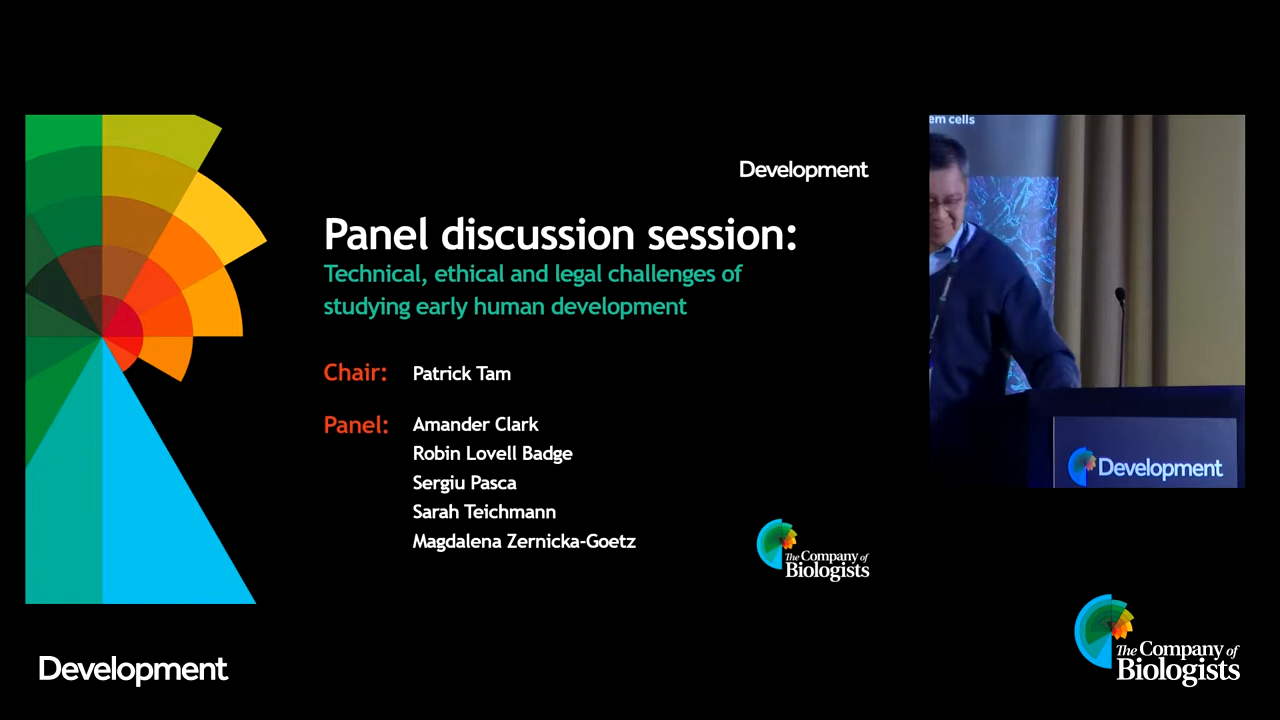 em cells
Development
Panel discussion session:
Technical, ethical and legal challenges of
studying early human development
Chair: Patrick Tam
Panel: Amander Clark
Robin Lovell Badge
Sergiu Pasca
Sarah Teichmann
Magdalena Zernicka-Goetz
Development
The Company of
Biologists
Development
The Company of
Biologists